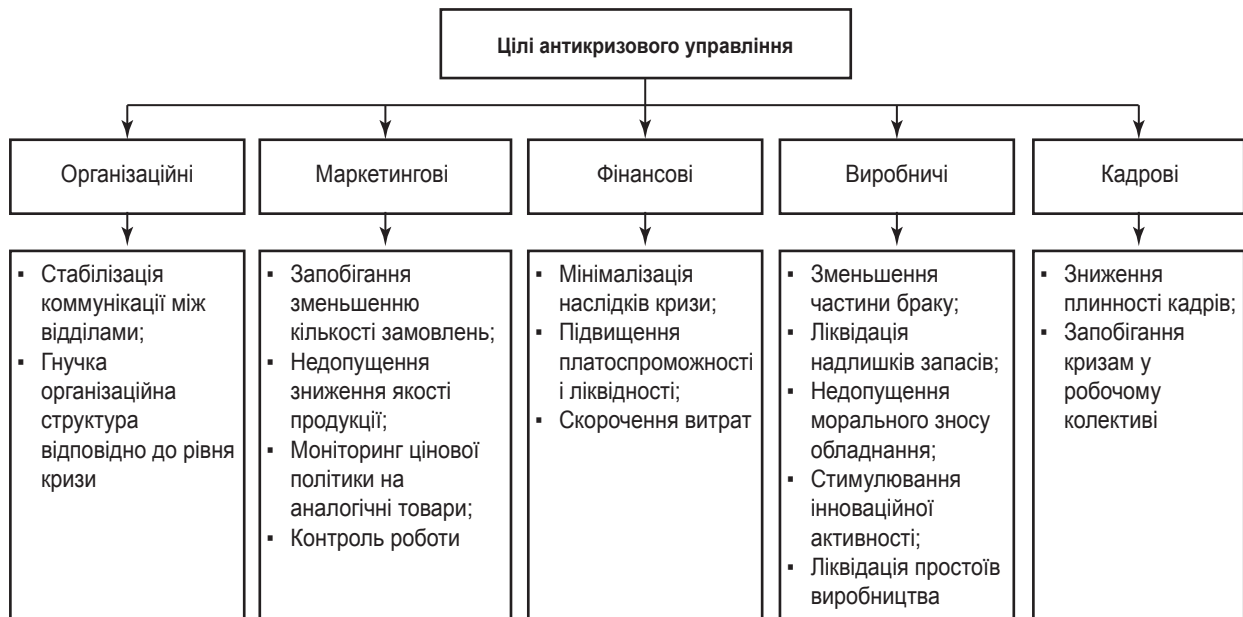 Цілі антикризового управління
Організаційні
Маркетингові
Фінансові
Виробничі
Кадрові
▪ Стабілізація
коммунікації між
відділами;
▪ Гнучка
організаційна
структура
відповідно до рівня
кризи
▪ Запобігання
зменьшенню
кількості замовлень;
▪ Недопущення
зниження якості
продукції;
▪ Моніторинг цінової
політики на
аналогічні товари;
▪ Контроль роботи
▪ Мінімалізація
наслідків кризи;
▪ Підвищення
платоспроможності
і ліквідності;
▪ Скорочення витрат
▪ Зменьшення
частини браку;
▪ Ліквідація
надлишків запасів;
▪ Недопущення
морального зносу
обладнання;
▪ Стимулювання
інноваційної
активності;
▪ Ліквідація простоїв
виробництва
▪ Зниження
плинності кадрів;
▪ Запобігання
кризам у
робочому
колективі